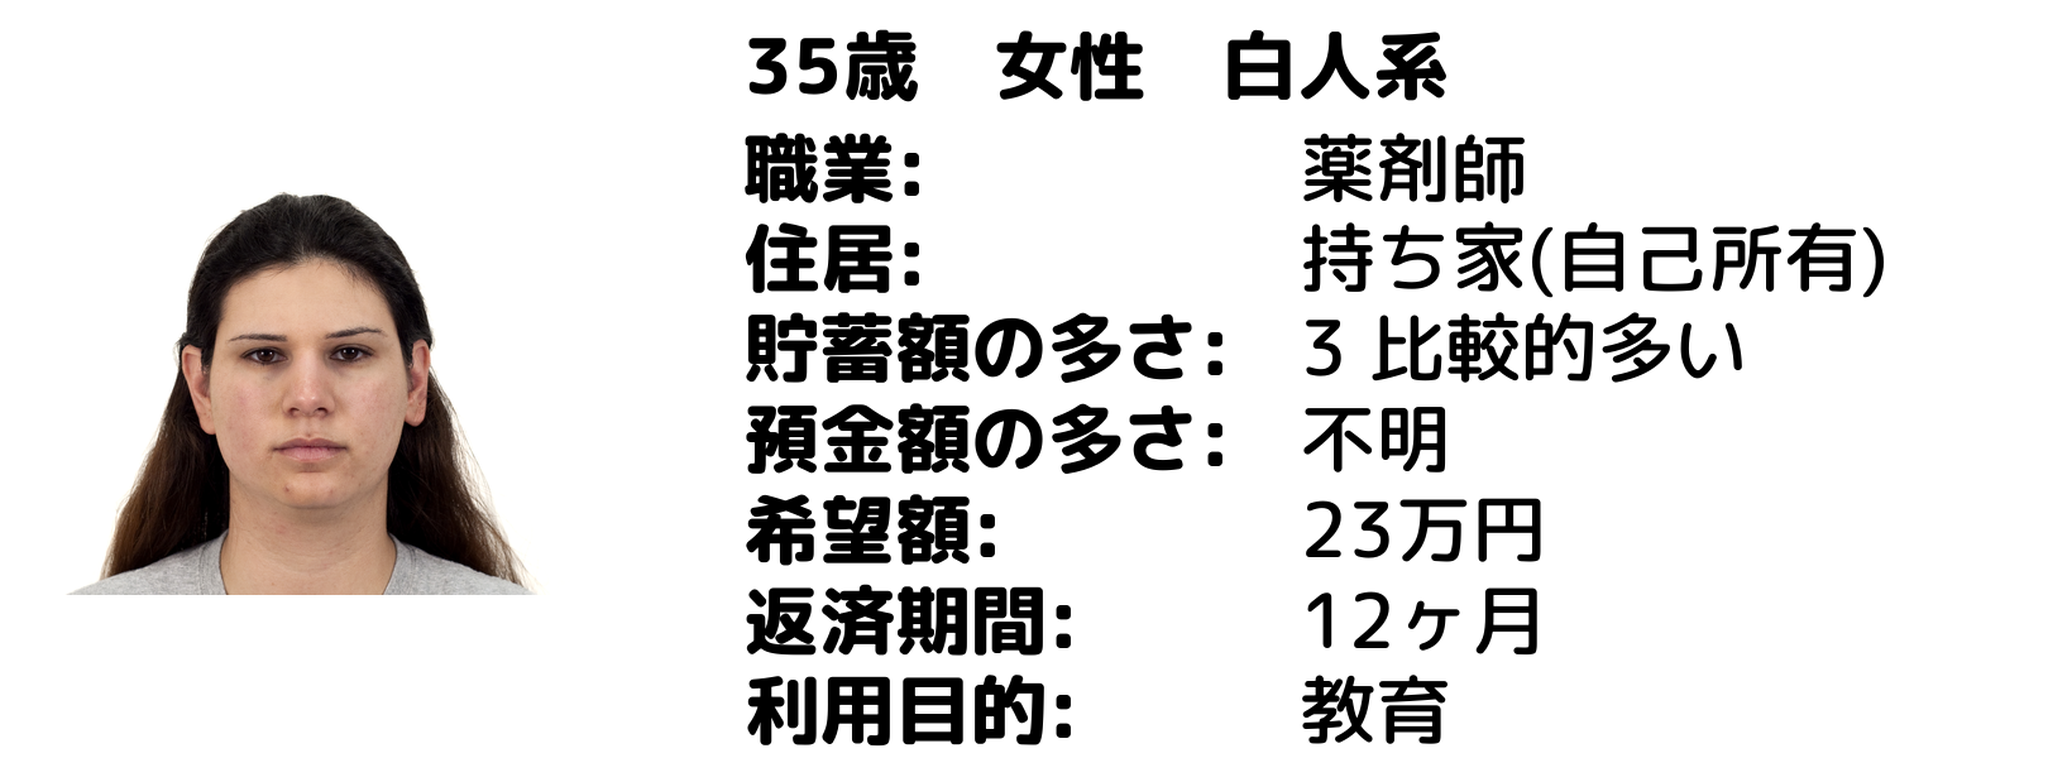 35歳　女性　白人系
職業: 薬剤師
住居: 持ち家(自己所有)
貯蓄額の多さ: 3 比較的多い
預金額の多さ: 不明
希望額: 23万円
返済期間: 12ヶ月
利用目的: 教育